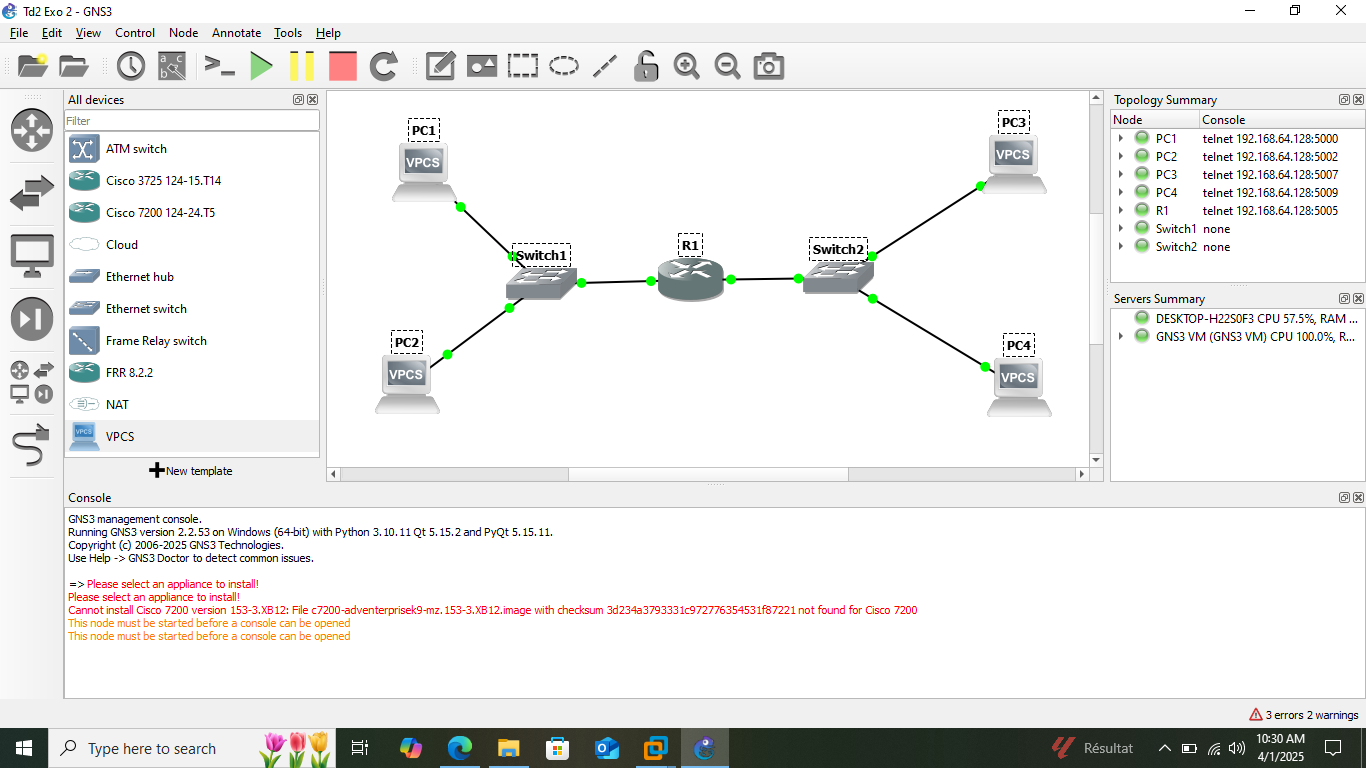 Td2 Exo 2 - GNS3
File Edit View Control Node Annotate Tools Help
All devices
Filter
ATM switch
Cisco 3725 124-15.T14
Cisco 7200 124-24.T5
Cloud
Ethernet hub
Ethernet switch
Frame Relay switch
FRR 8.2.2
NAT
VPCS
VPCS
New template
PC1
VPCS
PC2
VPCS
Switch1
R1
Switch2
PC3
VPCS
PC4
VPCS
Topology Summary
Node Console
PC1 telnet 192.168.64.128:5000
PC2 telnet 192.168.64.128:5002
PC3 telnet 192.168.64.128:5007
PC4 telnet 192.168.64.128:5009
R1 telnet 192.168.64.128:5005
Switch1 none
Switch2 none
Servers Summary
DESKTOP-H22S0F3 CPU 57.5%, RAM ...
GNS3 VM (GNS3 VM) CPU 100.0%, R...
Console
GNS3 management console.
Running GNS3 version 2.2.53 on Windows (64-bit) with Python 3.10.11 Qt 5.15.2 and PyQt 5.15.11.
Copyright (c) 2006-2025 GNS3 Technologies.
Use Help -> GNS3 Doctor to detect common issues.
=> Please select an appliance to install!
Please select an appliance to install!
Cannot install Cisco 7200 version 153-3.XB12: File c7200-adventerprisek9-mz.153-3.XB12.image with checksum 3d234a3793331c972776354531f87221 not found for Cisco 7200
This node must be started before a console can be opened
This node must be started before a console can be opened
3 errors 2 warnings
Type here to search
Résultat
10:30 AM
4/1/2025